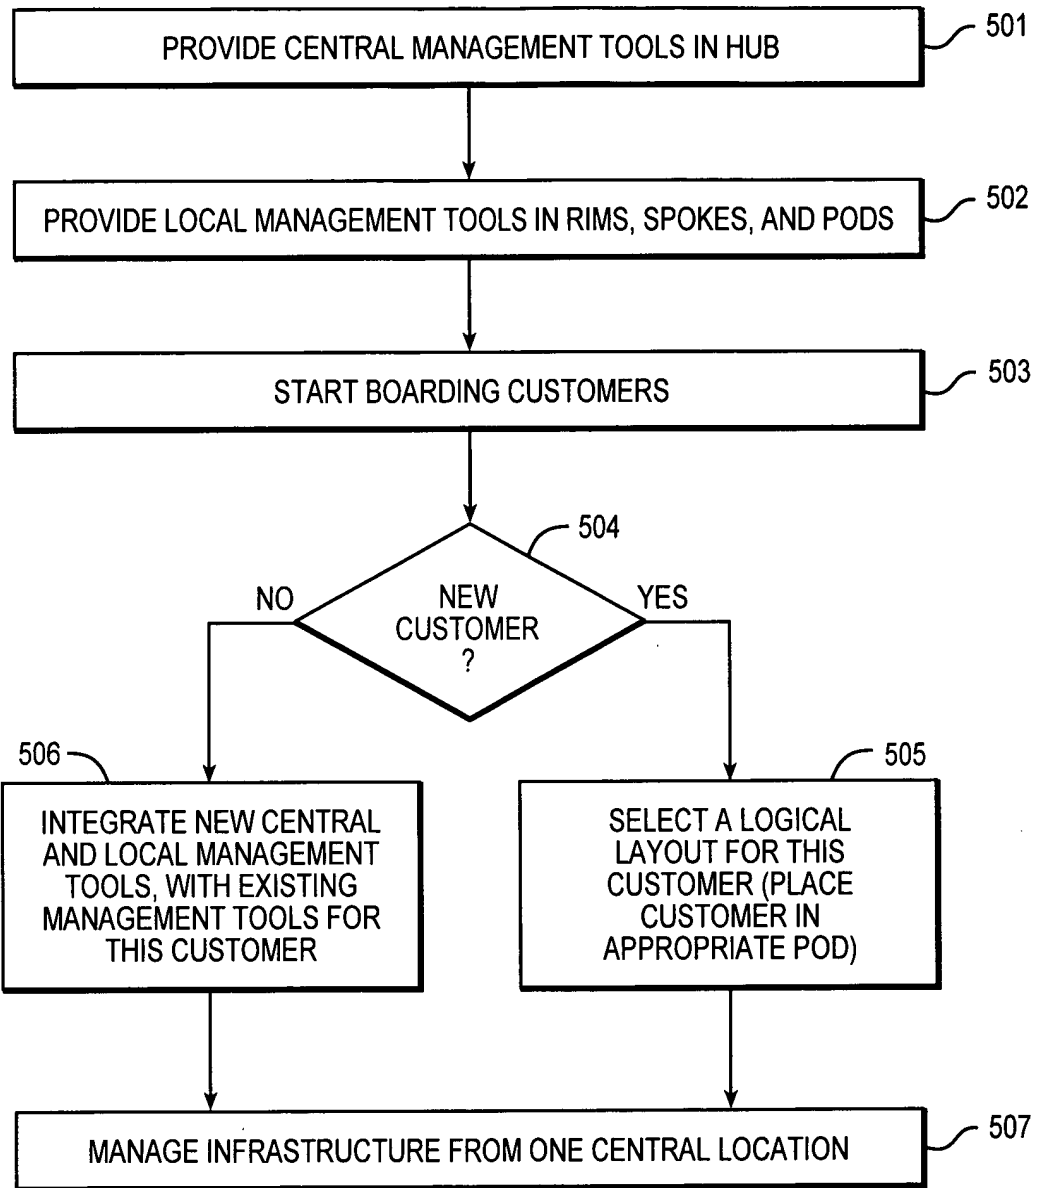 PROVIDE CENTRAL MANAGEMENT TOOLS IN HUB
501
PROVIDE LOCAL MANAGEMENT TOOLS IN RIMS, SPOKES, AND PODS
502
START BOARDING CUSTOMERS
503
504
NO
NEW
CUSTOMER
?
YES
506
INTEGRATE NEW CENTRAL
AND LOCAL MANAGEMENT
TOOLS, WITH EXISTING
MANAGEMENT TOOLS FOR
THIS CUSTOMER
505
SELECT A LOGICAL
LAYOUT FOR THIS
CUSTOMER (PLACE
CUSTOMER IN
APPROPRIATE POD)
MANAGE INFRASTRUCTURE FROM ONE CENTRAL LOCATION
507